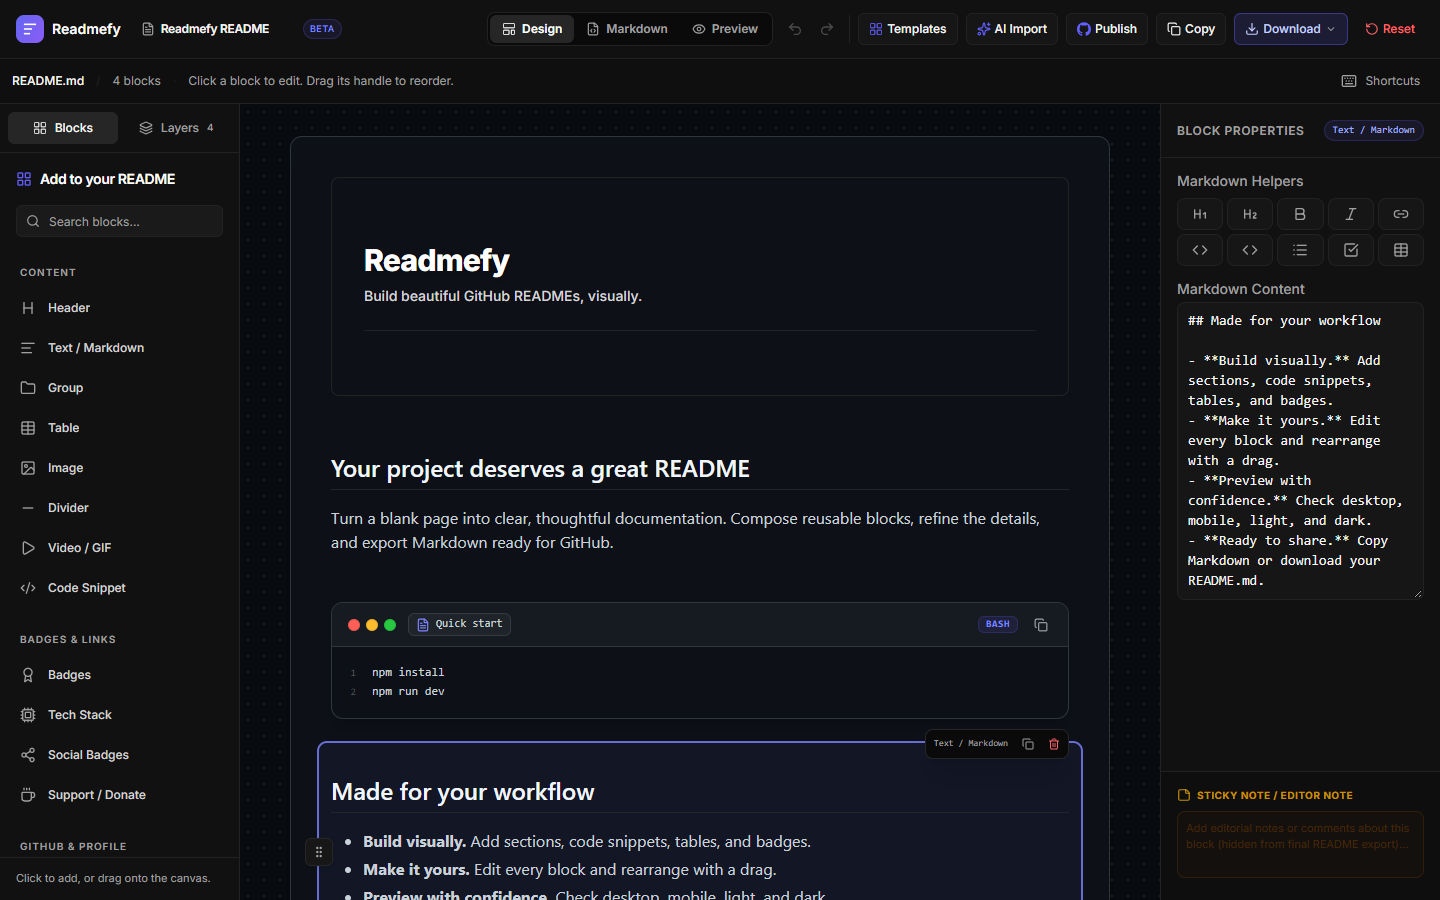 Readmefy
Readmefy README
BETA
Design
Markdown
Preview
Templates
AI Import
Publish
Copy
Download
Reset
README.md / 4 blocks · Click a block to edit. Drag its handle to reorder.
Shortcuts
Blocks
Layers 4
Add to your README
Search blocks...
CONTENT
Header
Text / Markdown
Group
Table
Image
Divider
Video / GIF
Code Snippet
BADGES & LINKS
Badges
Tech Stack
Social Badges
Support / Donate
GITHUB & PROFILE
Click to add, or drag onto the canvas.
Readmefy
Build beautiful GitHub READMEs, visually.
Your project deserves a great README
Turn a blank page into clear, thoughtful documentation. Compose reusable blocks, refine the details,
and export Markdown ready for GitHub.
Quick start
BASH
1 npm install
2 npm run dev
Text / Markdown
Made for your workflow
• Build visually. Add sections, code snippets, tables, and badges.
• Make it yours. Edit every block and rearrange with a drag.
• Preview with confidence. Check desktop, mobile, light, and dark.
BLOCK PROPERTIES
Text / Markdown
Markdown Helpers
H1
H2
B
I
Markdown Content
## Made for your workflow
- **Build visually.** Add
sections, code snippets,
tables, and badges.
- **Make it yours.** Edit
every block and rearrange
with a drag.
- **Preview with
confidence.** Check desktop,
mobile, light, and dark.
- **Ready to share.** Copy
Markdown or download your
README.md.
STICKY NOTE / EDITOR NOTE
Add editorial notes or comments about this
block (hidden from final README export)...